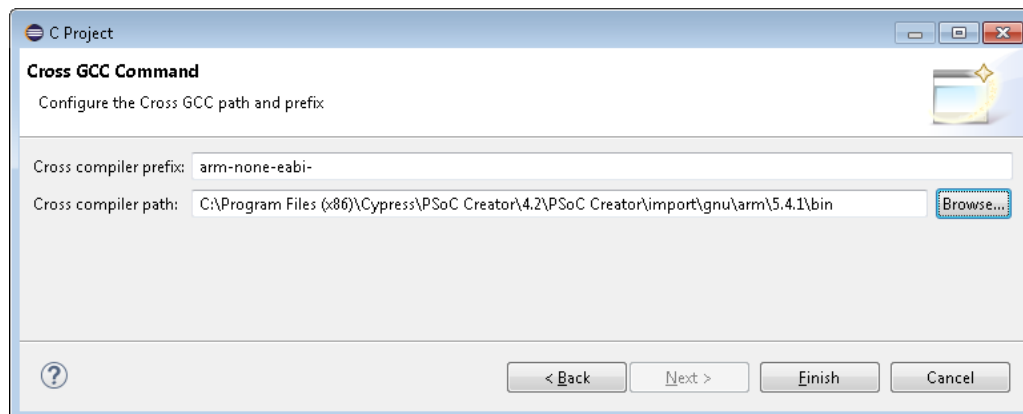 C Project
Cross GCC Command
Configure the Cross GCC path and prefix
Cross compiler prefix: arm-none-eabi-
Cross compiler path: C:\Program Files (x86)\Cypress\PSoC Creator\4.2\PSoC Creator\import\gnu\arm\5.4.1\bin Browse...
? < Back Next > Finish Cancel